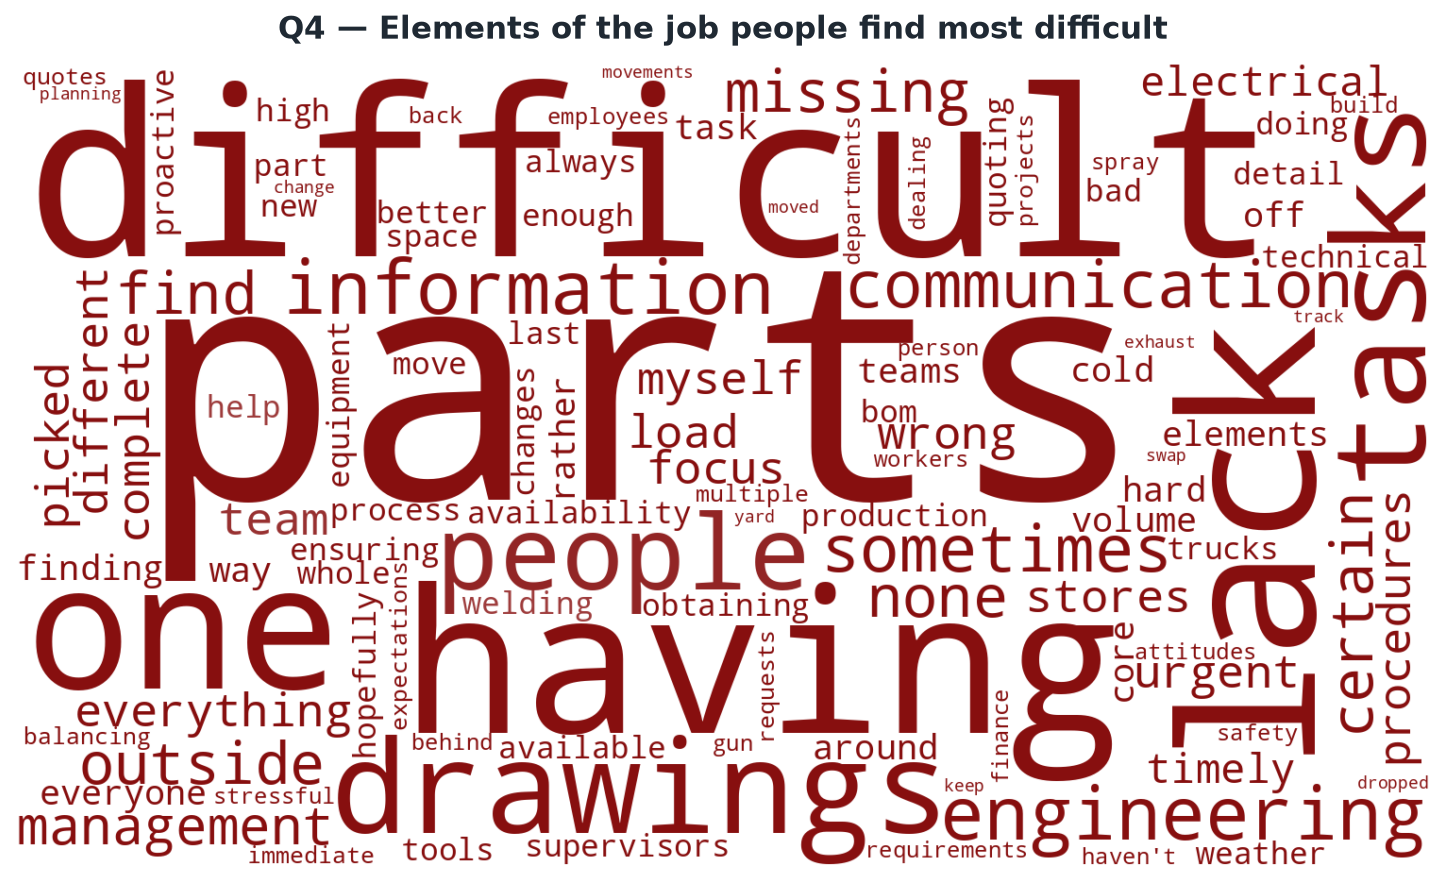 Q4 — Elements of the job people find most difficult
quotes
planning
proactive
high
back
movements
employees
missing
task
electrical
build
doing
difficult
part
change
new
always
better
enough
space
moved
departments
dealing
quoting
projects
spray
bad
detail
off
technical
tasks
find
information
communication
different
complete
picked
equipment
last
move
help
changes
rather
myself
load
focus
person
teams
bom
wrong
workers
exhaust
cold
track
elements
swap
hard
parts
lack
multiple
team
process
availability
yard
production
volume
trucks
finding
way
ensuring
whole
people
sometimes
certain
procedures
welding
obtaining
none
stores
one
hopefully
expectations
having
requests
core
attitudes
urgent
everything
balancing
outside
behind
available
gun
around
finance
safety
timely
everyone
stressful
drawings
keep
dropped
management
engineering
immediate
tools
supervisors
requirements
haven't
weather